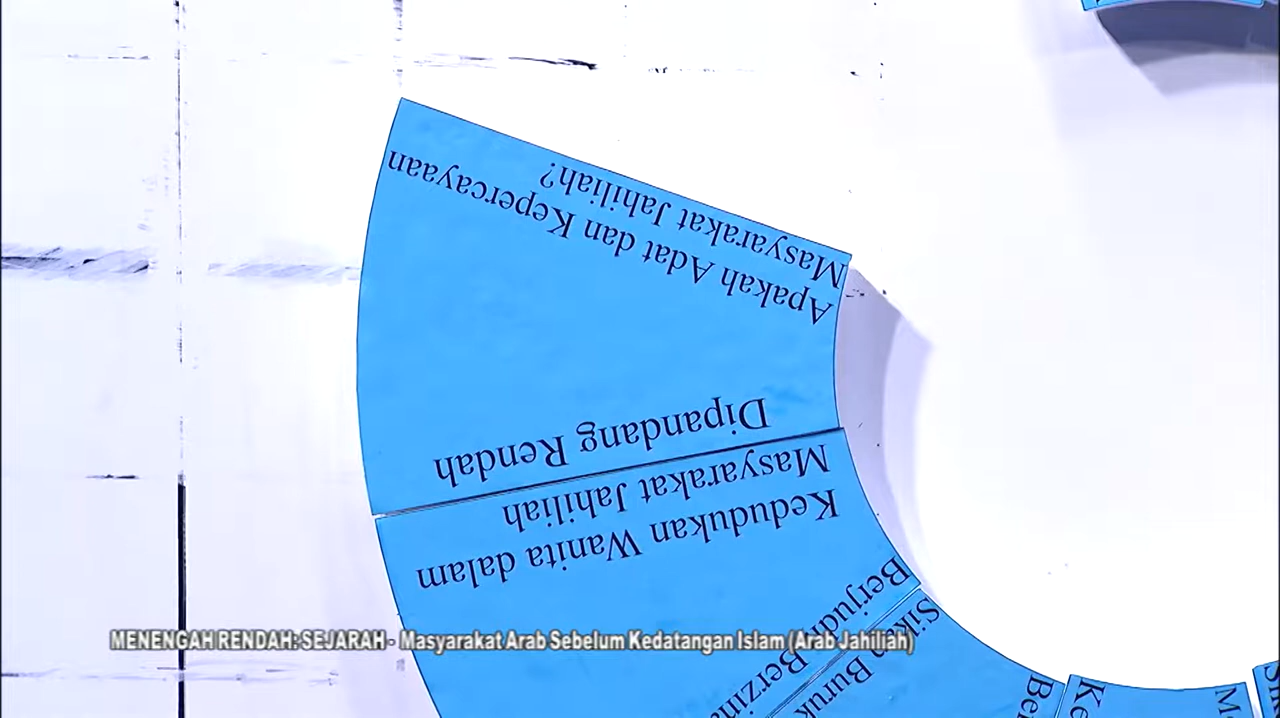 Apakah Adat dan Kepercayaan
Masyarakat Jahiliah?
Dipandang Rendah
Kedudukan Wanita dalam
Masyarakat Jahiliah
Buruk
MENENGAH RENDAH: SEJARAH - Masyarakat Arab Sebelum Kedatangan Islam (Arab Jahiliah)